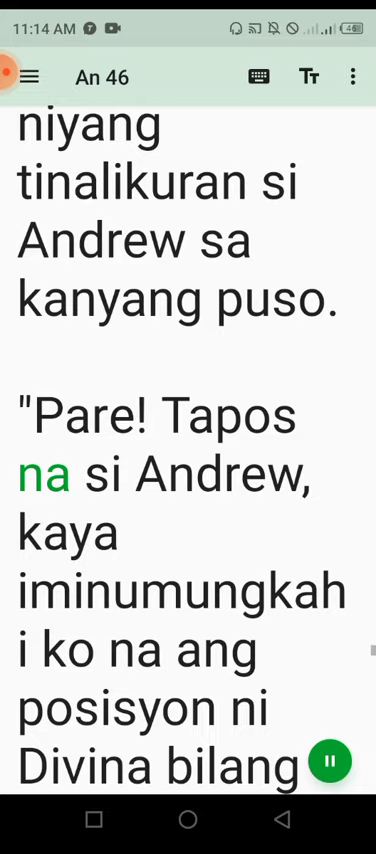 11:14 AM
46
An 46
niyang
tinalikuran si
Andrew sa
kanyang puso.
"Pare! Tapos
na si Andrew,
kaya
iminumungkah
i ko na ang
posisyon ni
Divina bilang